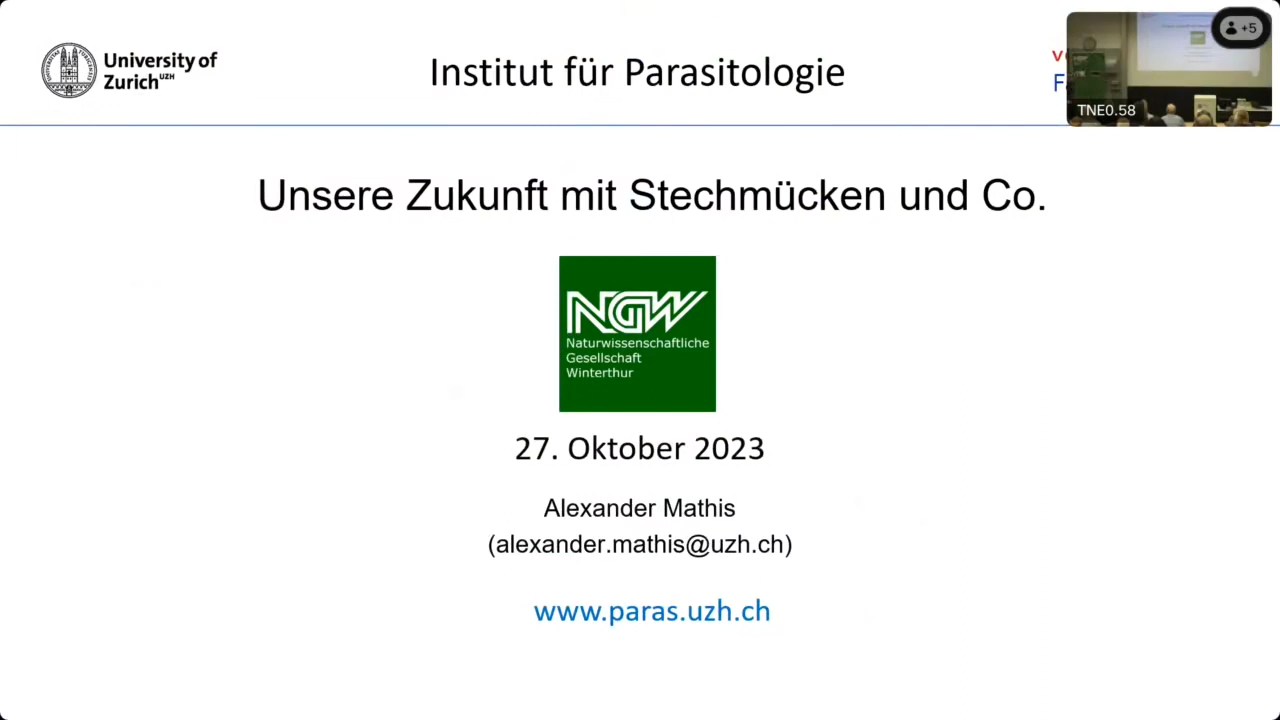 University of
Zurich UZH
Institut für Parasitologie
+5
TNE0.58
Unsere Zukunft mit Stechmücken und Co.
NGW
Naturwissenschaftliche
Gesellschaft
Winterthur
27. Oktober 2023
Alexander Mathis
(alexander.mathis@uzh.ch)
www.paras.uzh.ch